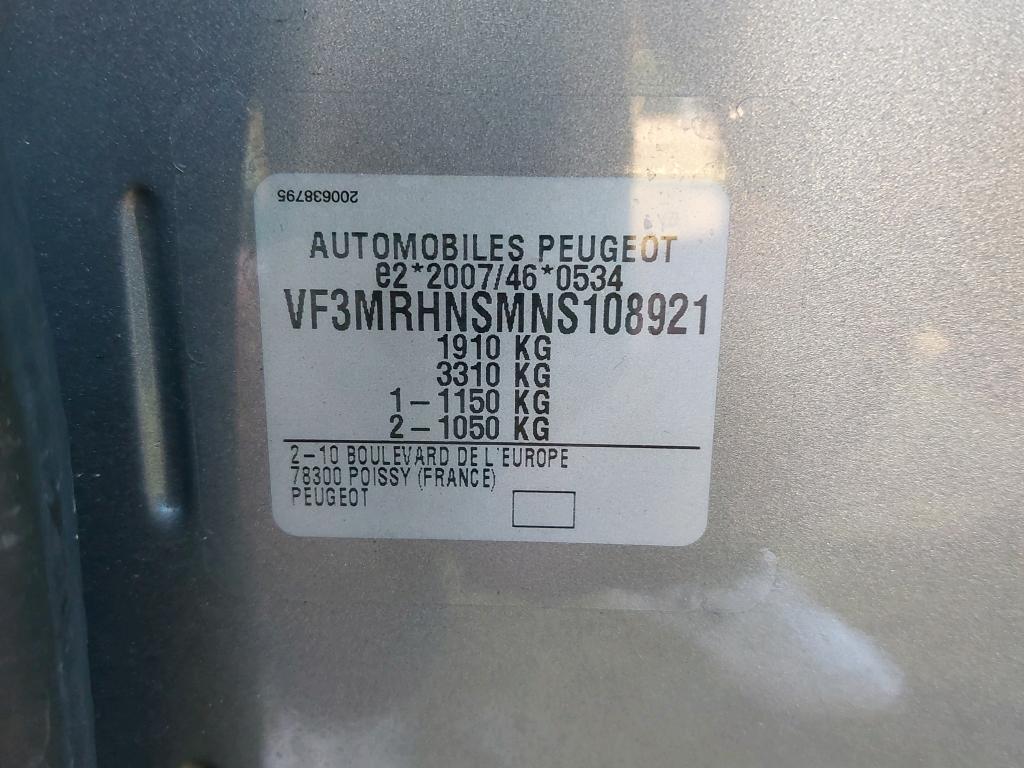 200638795
AUTOMOBILES PEUGEOT
e2*2007/46*0534
VF3MRHNSMNS108921
1910 KG
3310 KG
1 – 1150 KG
2 – 1050 KG
2-10 BOULEVARD DE L'EUROPE
78300 POISSY (FRANCE)
PEUGEOT